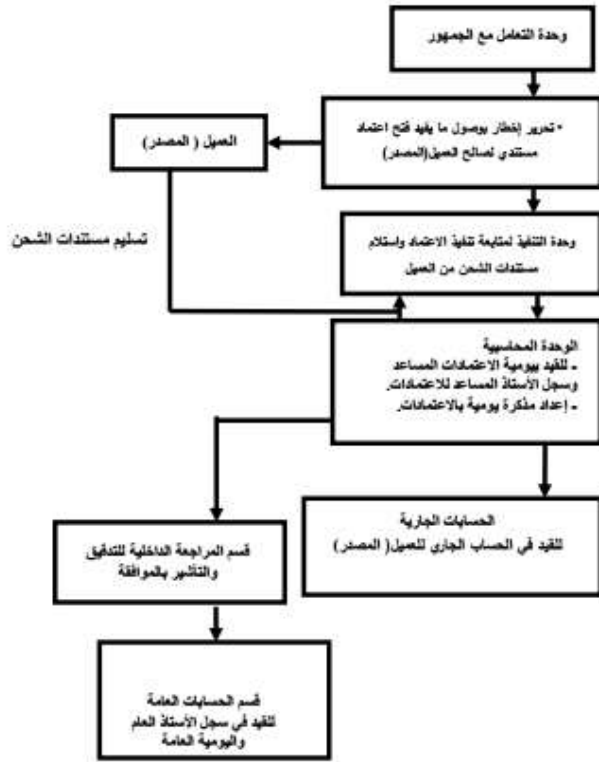 وحدة التعامل مع الجمهور
• تحرير إخطار بوصول ما يفيد فتح اعتماد
مستندي لصالح العميل(المصدر)
العميل ( المصدر)
تسليم مستندات الشحن
وحدة التنفيذ لمتابعة تنفيذ الاعتماد واستلام
مستندات الشحن من العميل
الوحدة المحاسبية
ـ للقيد بيومية الاعتمادات المساعد
وسجل الأستاذ المساعد للاعتمادات.
ـ إعداد مذكرة يومية بالاعتمادات.
الحسابات الجارية
للقيد في الحساب الجاري للعميل( المصدر)
قسم المراجعة الداخلية للتدقيق
والتأشير بالموافقة
قسم الحسابات العامة
للقيد في سجل الأستاذ العام
واليومية العامة